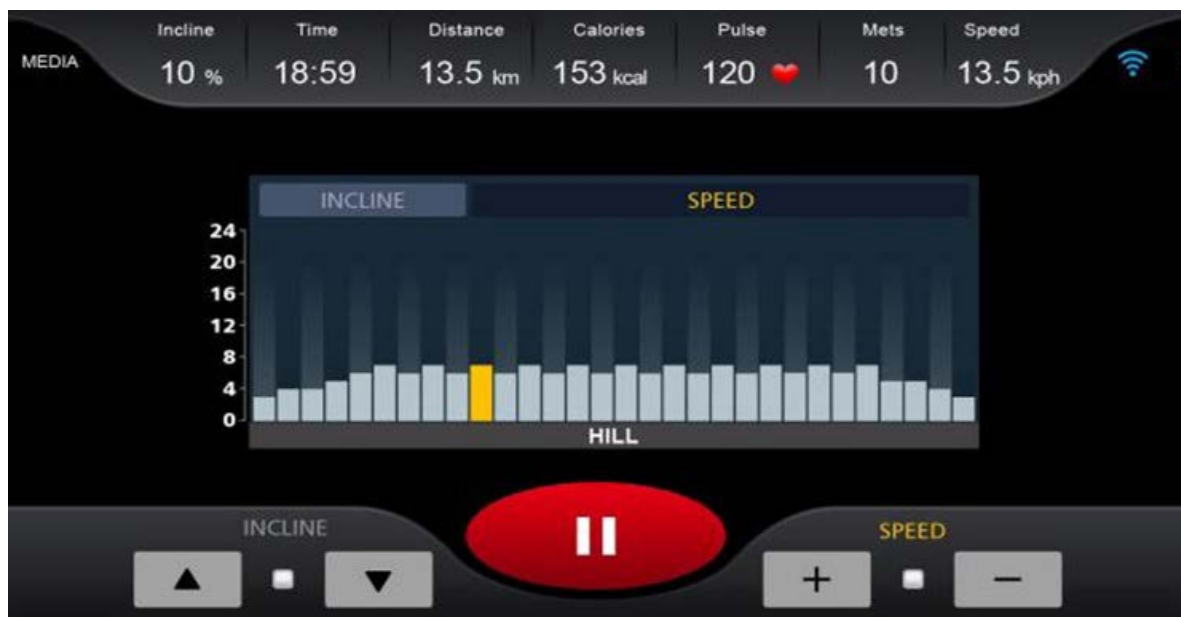 MEDIA
Incline Time Distance Calories Pulse Mets Speed
10 % 18:59 13.5 km 153 kcal 120 10 13.5 kph
INCLINE SPEED
24
20
16
12
8
4
0
HILL
INCLINE SPEED
+ −